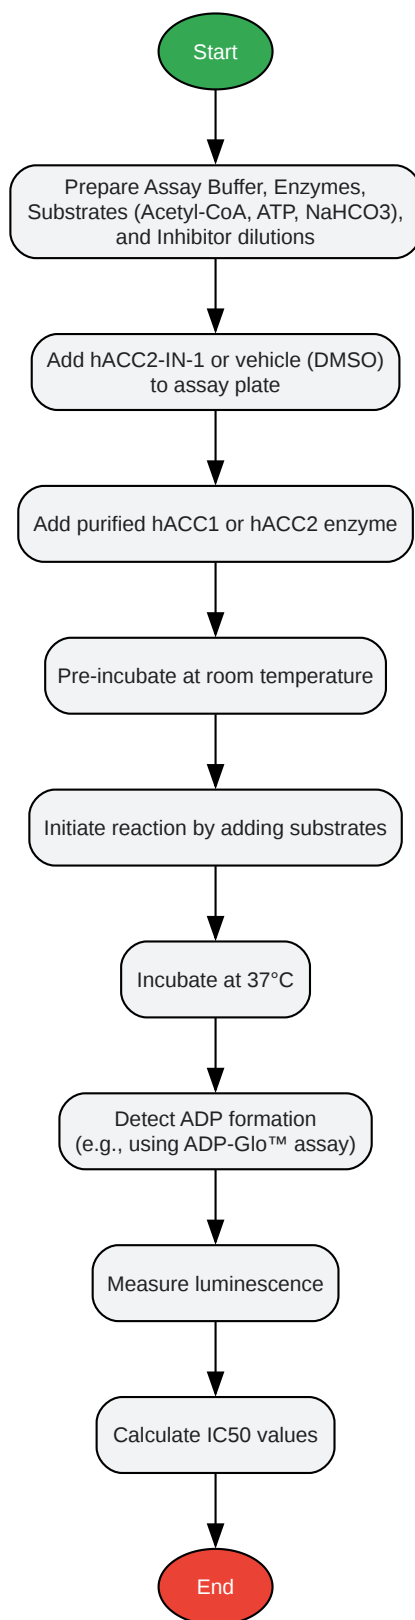 Start
Prepare Assay Buffer, Enzymes,
Substrates (Acetyl-CoA, ATP, NaHCO3),
and Inhibitor dilutions
Add hACC2-IN-1 or vehicle (DMSO)
to assay plate
Add purified hACC1 or hACC2 enzyme
Pre-incubate at room temperature
Initiate reaction by adding substrates
Incubate at 37°C
Detect ADP formation
(e.g., using ADP-Glo™ assay)
Measure luminescence
Calculate IC50 values
End